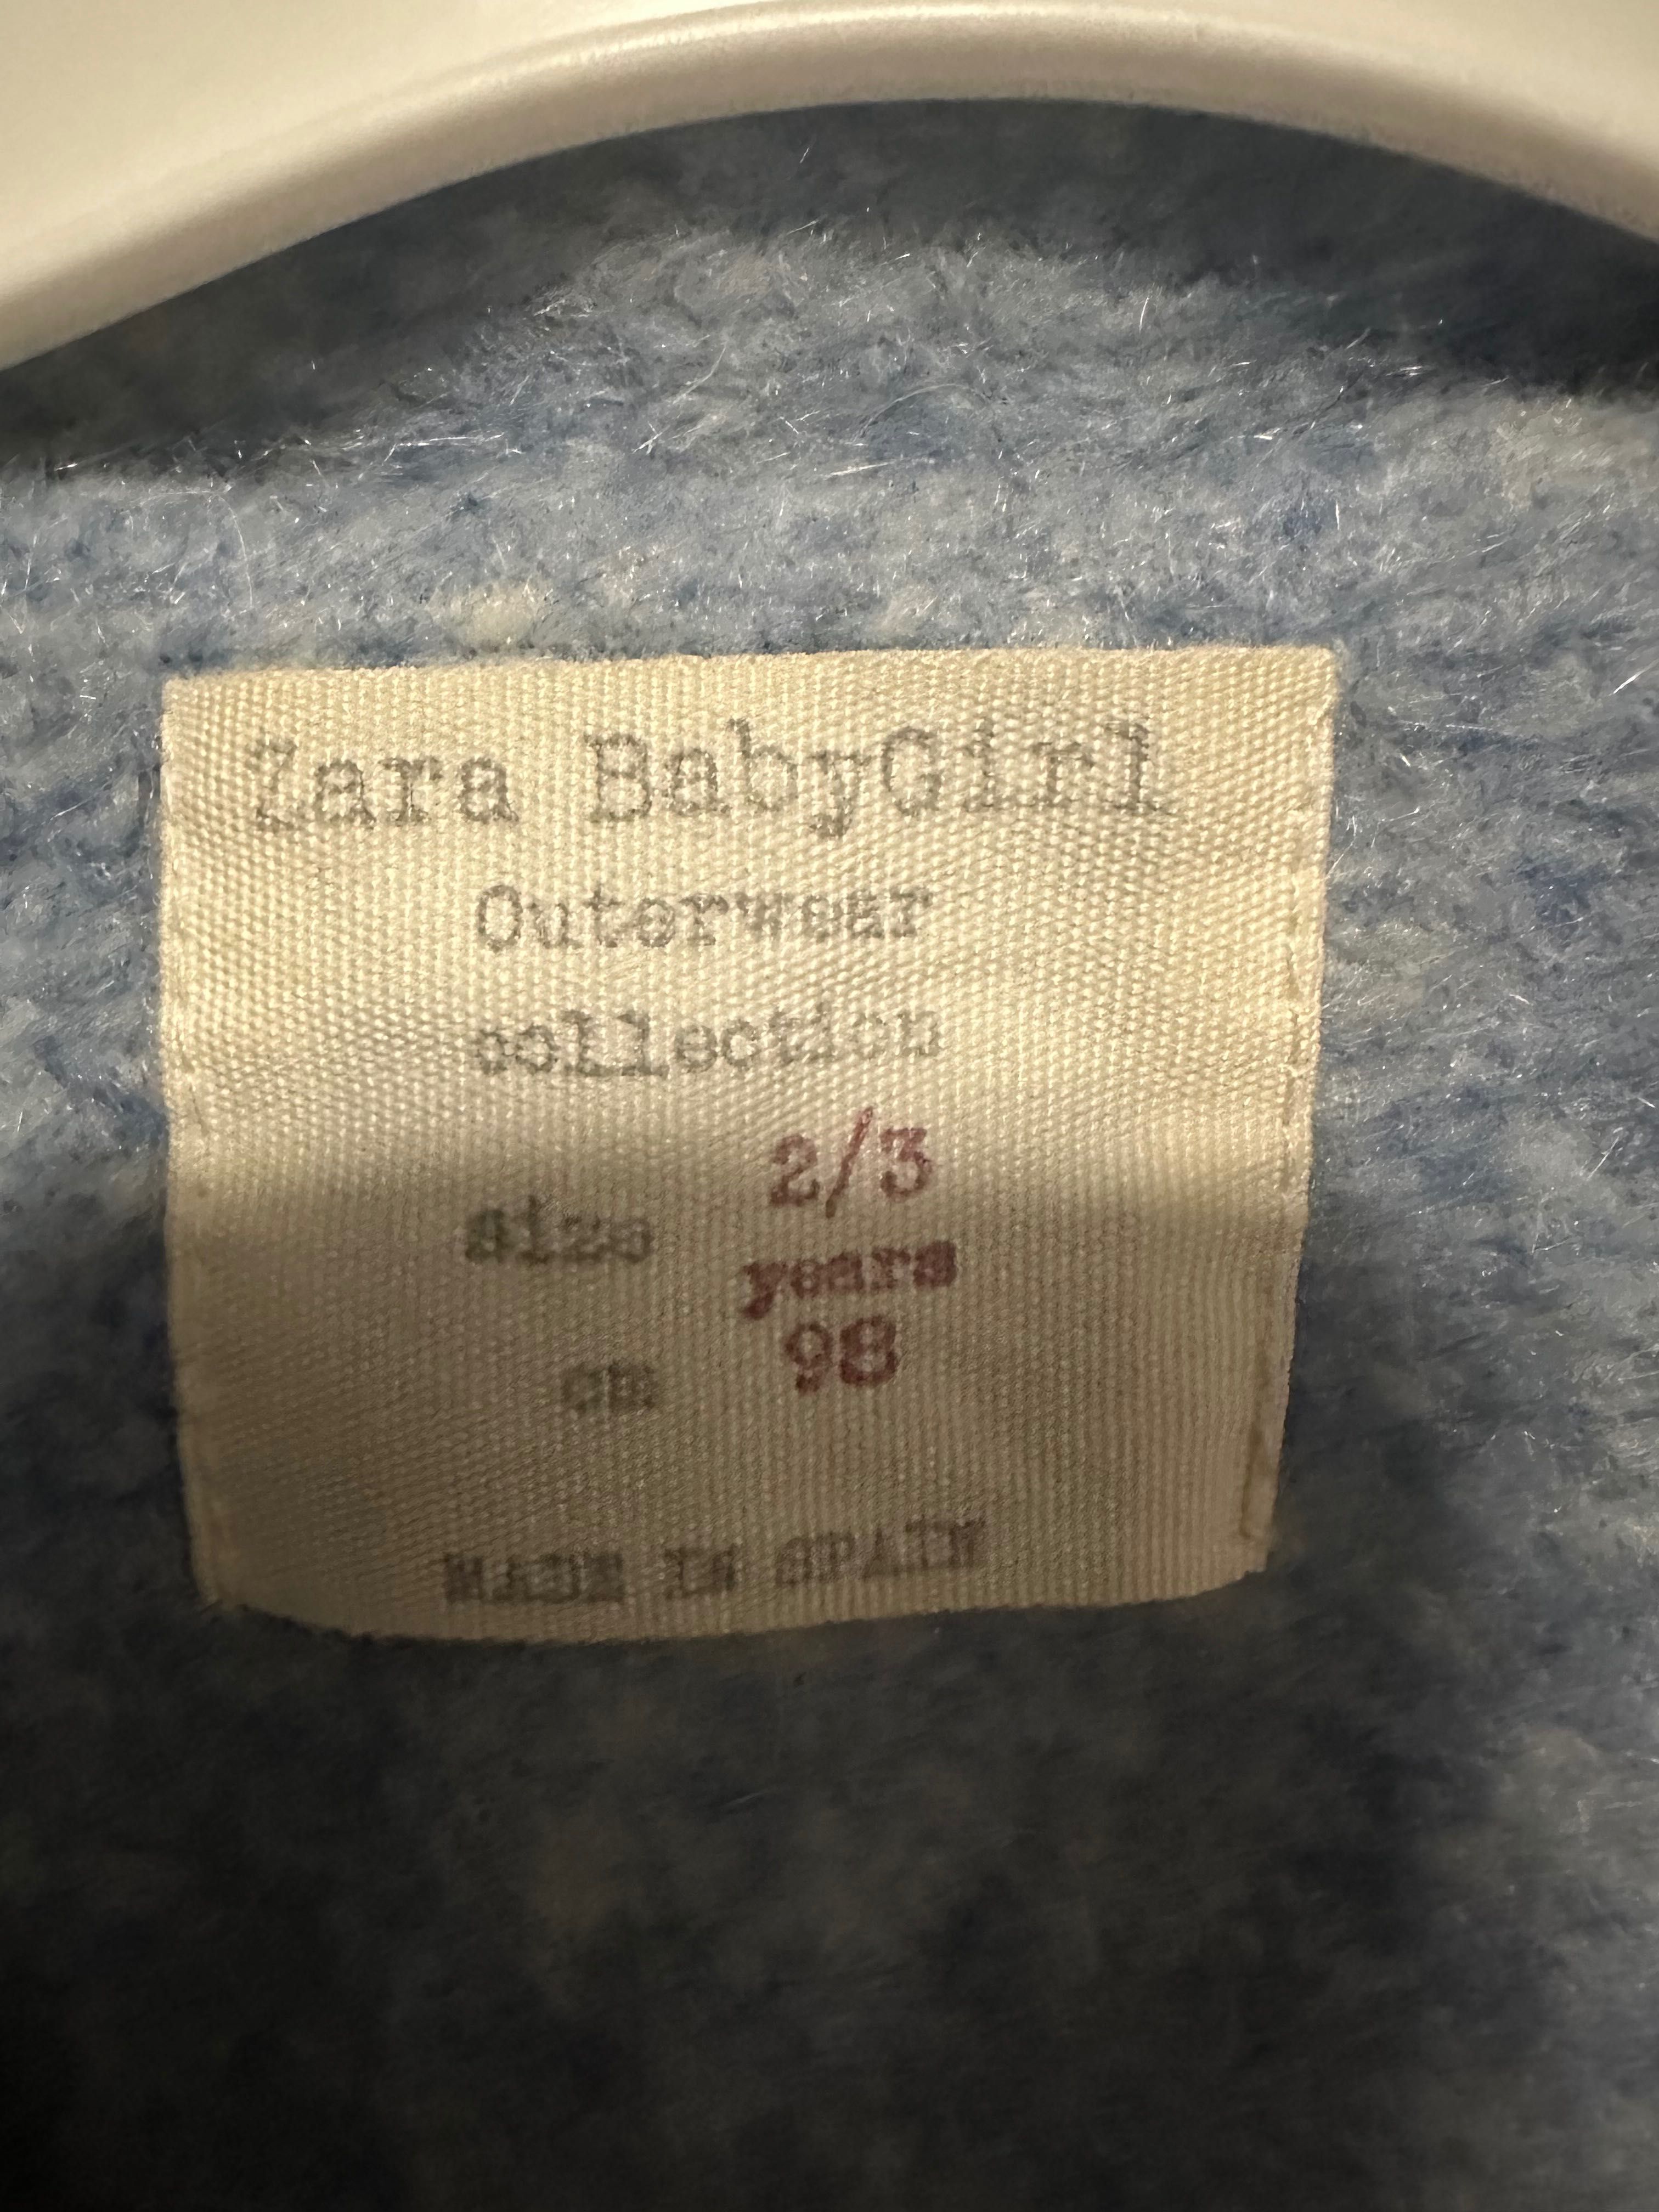 Zara BabyGirl
Outerwear
collection
size 2/3
years
cm 98
MADE IN SPAIN